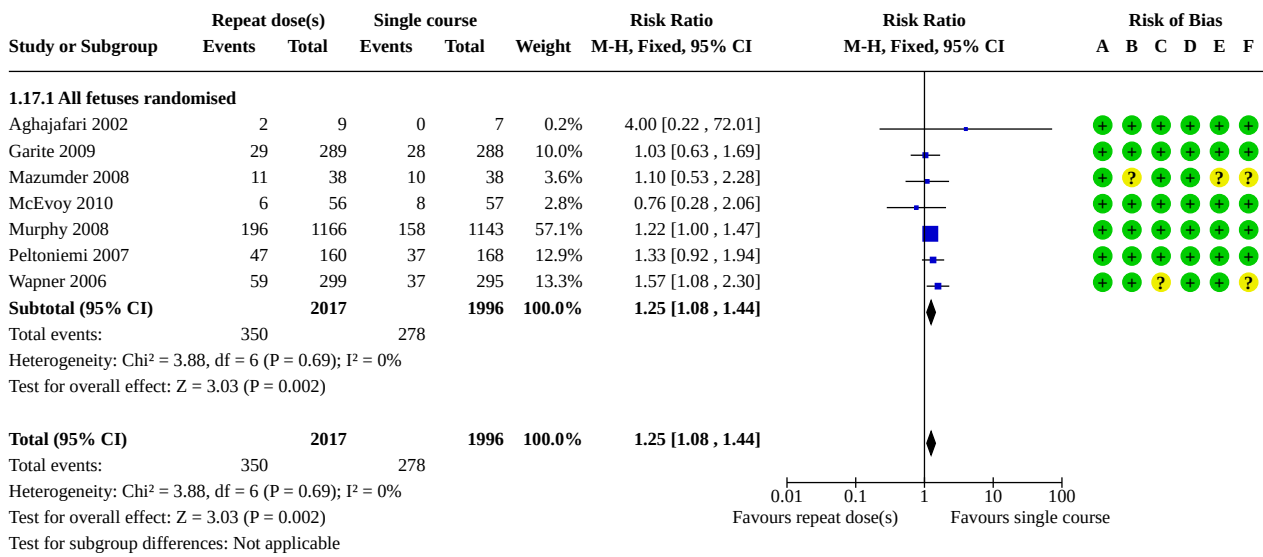 Repeat dose(s) Single course Risk Ratio Risk Ratio Risk of Bias
Study or Subgroup Events Total Events Total Weight M-H, Fixed, 95% CI M-H, Fixed, 95% CI A B C D E F
1.17.1 All fetuses randomised
Aghajafari 2002 2 9 0 7 0.2% 4.00 [0.22 , 72.01] + + + + + +
Garite 2009 29 289 28 288 10.0% 1.03 [0.63 , 1.69] + + + + + +
Mazumder 2008 11 38 10 38 3.6% 1.10 [0.53 , 2.28] + ? + + ? ?
McEvoy 2010 6 56 8 57 2.8% 0.76 [0.28 , 2.06] + + + + + +
Murphy 2008 196 1166 158 1143 57.1% 1.22 [1.00 , 1.47] + + + + + +
Peltoniemi 2007 47 160 37 168 12.9% 1.33 [0.92 , 1.94] + + + + + +
Wapner 2006 59 299 37 295 13.3% 1.57 [1.08 , 2.30] + + ? + + ?
Subtotal (95% CI) 2017 1996 100.0% 1.25 [1.08 , 1.44]
Total events: 350 278
Heterogeneity: Chi² = 3.88, df = 6 (P = 0.69); I² = 0%
Test for overall effect: Z = 3.03 (P = 0.002)
Total (95% CI) 2017 1996 100.0% 1.25 [1.08 , 1.44]
Total events: 350 278
Heterogeneity: Chi² = 3.88, df = 6 (P = 0.69); I² = 0%
0.01 0.1 1 10 100
Test for overall effect: Z = 3.03 (P = 0.002) Favours repeat dose(s) Favours single course
Test for subgroup differences: Not applicable